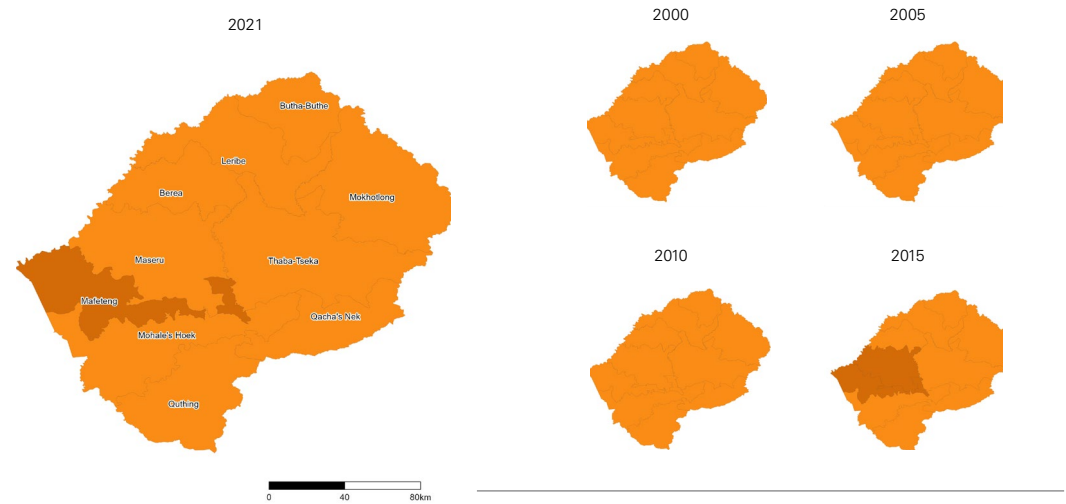 2021
Butha-Buthe
Leribe
Berea
Mokhotlong
Maseru
Thaba-Tseka
Mafeteng
Qacha's Nek
Mohale's Hoek
Quthing
0 40 80km
2000
2005
2010
2015